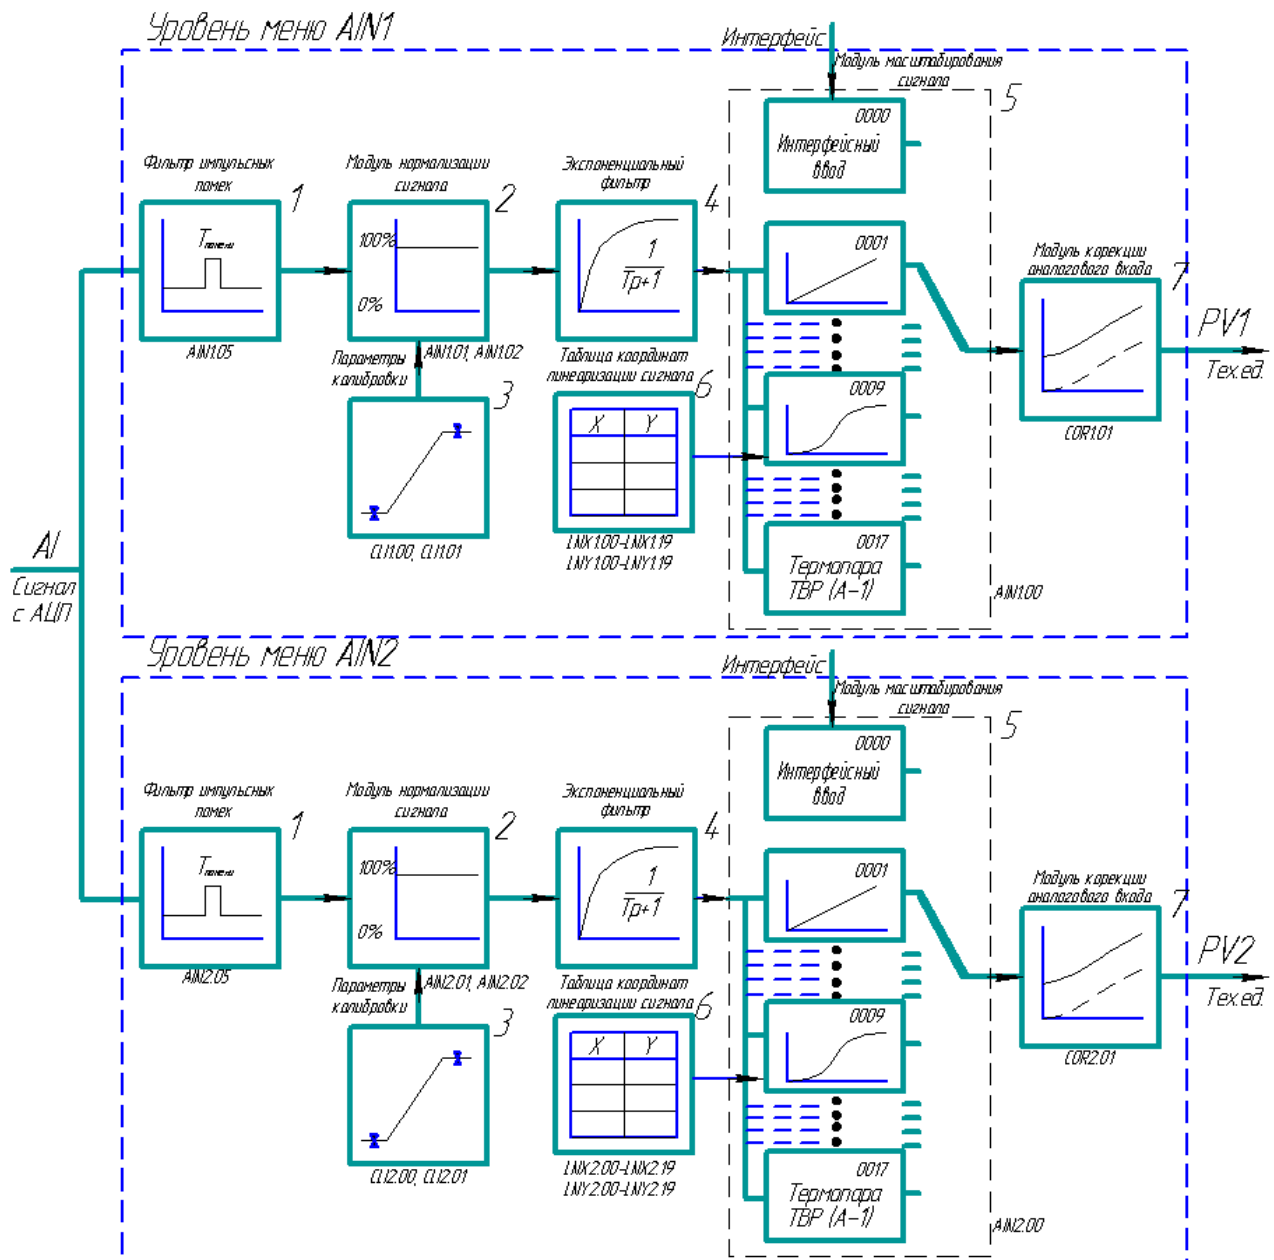 Уровень меню AIN1
Интерфейс
Модуль масштабирования
сигнала
5
0000
Интерфейсный
ввод
Фильтр импульсных
помех
1
Tпомехи
AIN1.05
Модуль нормализации
сигнала
2
100%
0%
AIN1.01, AIN1.02
Экспоненциальный
фильтр
4
1
Tp+1
0001
Модуль корекции
аналогового входа
7
COR1.01
PV1
Тех.ед.
Параметры
калибровки
3
CLI1.00, CLI1.01
Таблица координат
линеаризации сигнала
6
X Y
LNX1.00-LNX1.19
LNY1.00-LNY1.19
0009
0017
Термопара
ТВР (А-1)
AIN1.00
AI
Сигнал
с АЦП
Уровень меню AIN2
Интерфейс
Модуль масштабирования
сигнала
5
0000
Интерфейсный
ввод
Фильтр импульсных
помех
1
Tпомехи
AIN2.05
Модуль нормализации
сигнала
2
100%
0%
AIN2.01, AIN2.02
Экспоненциальный
фильтр
4
1
Tp+1
0001
Модуль корекции
аналогового входа
7
COR2.01
PV2
Тех.ед.
Параметры
калибровки
3
CLI2.00, CLI2.01
Таблица координат
линеаризации сигнала
6
X Y
LNX2.00-LNX2.19
LNY2.00-LNY2.19
0009
0017
Термопара
ТВР (А-1)
AIN2.00